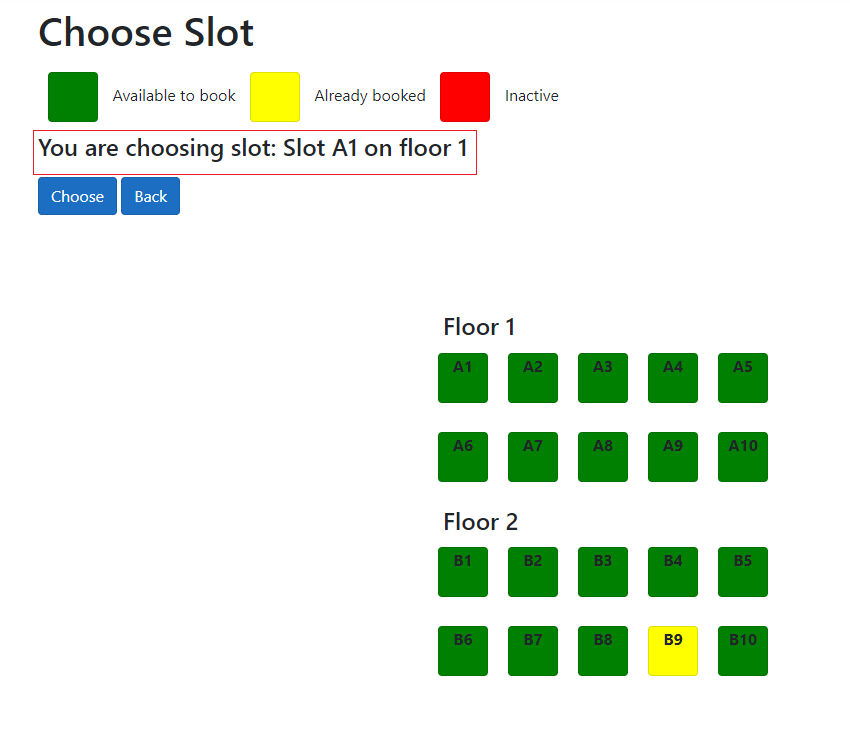 Choose Slot
Available to book Already booked Inactive
You are choosing slot: Slot A1 on floor 1
Choose Back
Floor 1
A1 A2 A3 A4 A5
A6 A7 A8 A9 A10
Floor 2
B1 B2 B3 B4 B5
B6 B7 B8 B9 B10